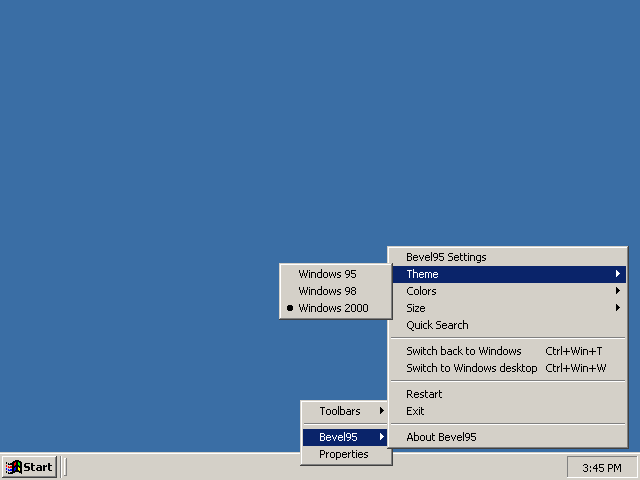 Bevel95 Settings
Theme
Colors
Size
Quick Search
Switch back to Windows Ctrl+Win+T
Switch to Windows desktop Ctrl+Win+W
Restart
Exit
About Bevel95
Windows 95
Windows 98
Windows 2000
Toolbars
Bevel95
Properties
Start
3:45 PM